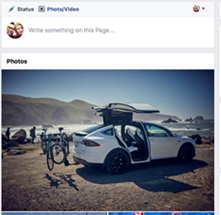 Status Photo/Video
Write something on this Page...
Photos